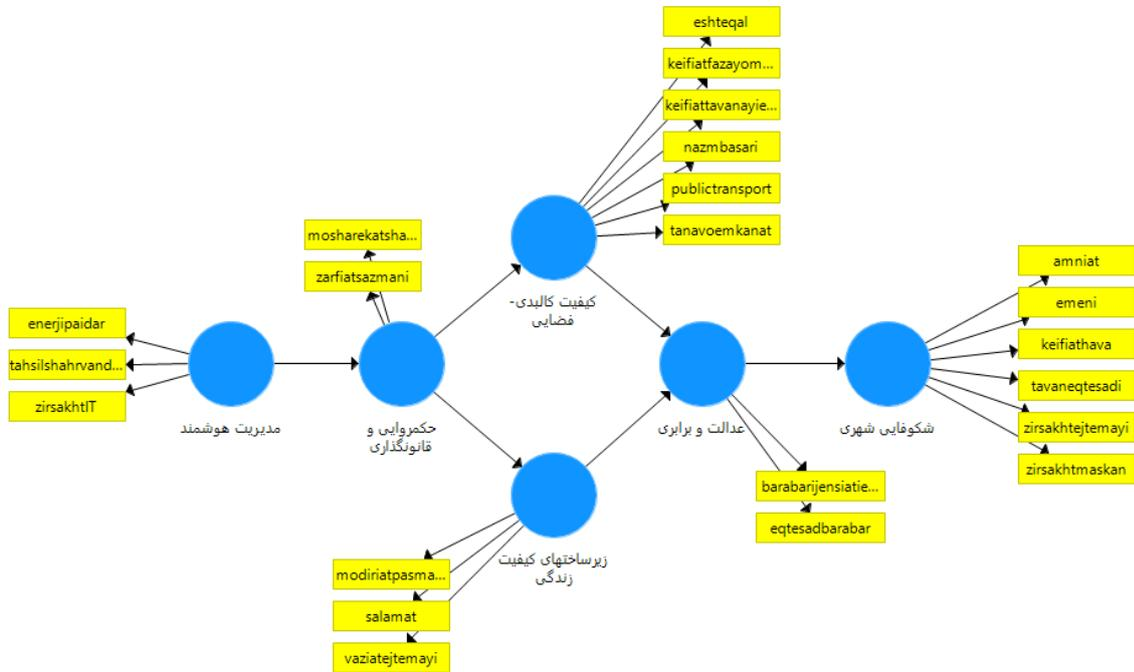 eshteqal
keifiatfazayom...
keifiattavanayie...
nazmbasari
publictransport
tanavoemkanat
mosharekatsha...
zarfiatsazmani
کیفیت کالبدی-
فضایی
enerjipaidar
tahsilshahrvand...
zirsakhtIT
مدیریت هوشمند
حکمروایی و
قانونگذاری
عدالت و برابری
شکوفایی شهری
amniat
emeni
keifiathava
tavaneqtesadi
zirsakhtejtemayi
zirsakhtmaskan
barabarijensiatie...
eqtesadbarabar
زیرساختهای کیفیت
زندگی
modiriatpasma...
salamat
vaziatejtemayi